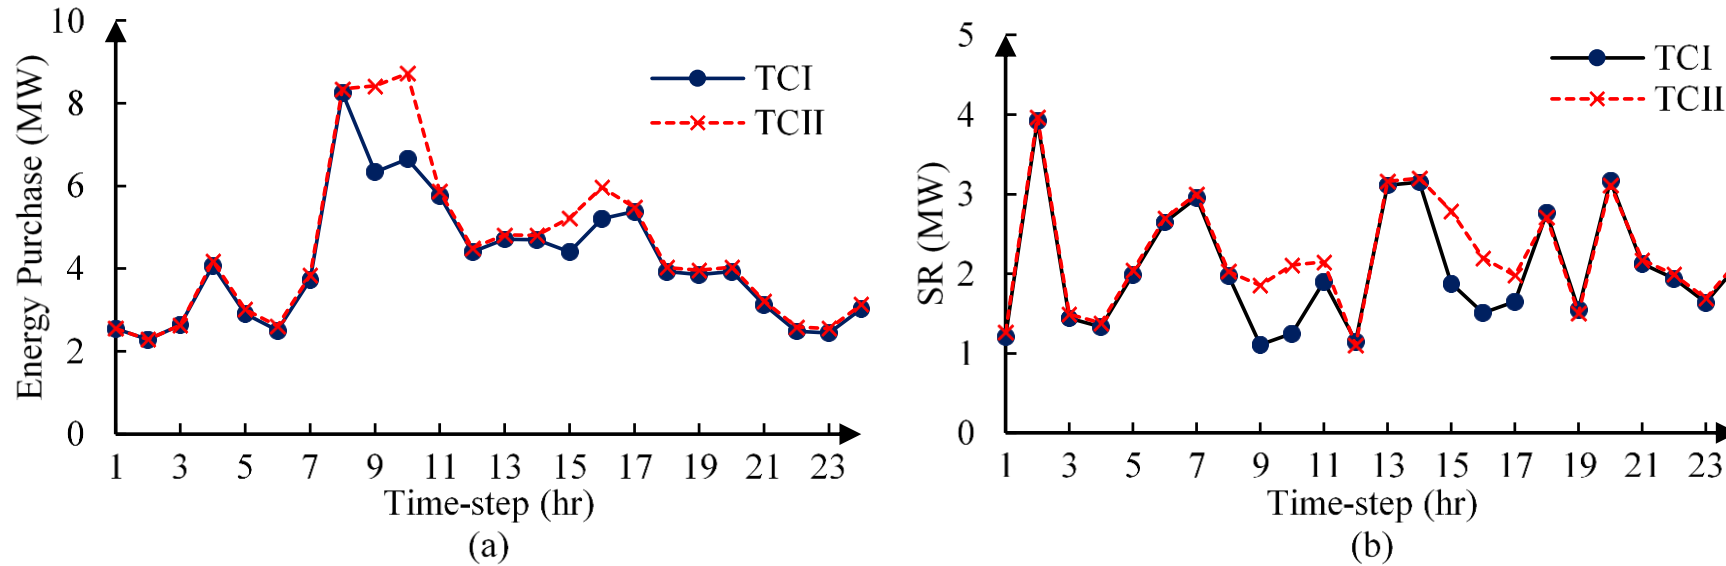 10
8
6
4
2
0
Energy Purchase (MW)
TCI
TCII
1 3 5 7 9 11 13 15 17 19 21 23
Time-step (hr)
(a)
5
4
3
2
1
0
SR (MW)
TCI
TCII
1 3 5 7 9 11 13 15 17 19 21 23
Time-step (hr)
(b)